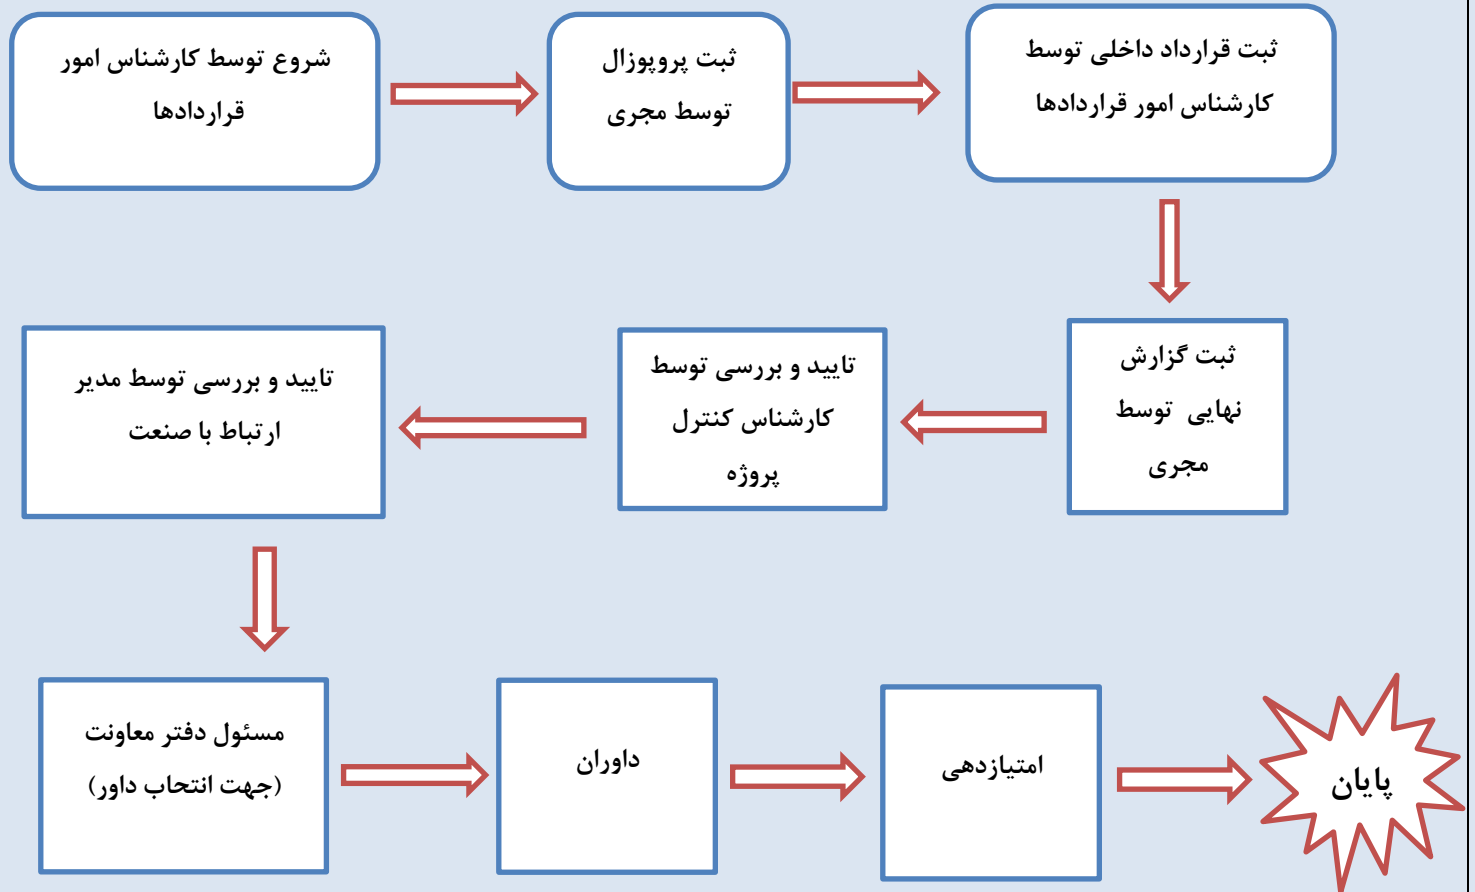 شروع توسط کارشناس امور
قراردادها
ثبت پروپوزال
توسط مجری
ثبت قرارداد داخلی توسط
کارشناس امور قراردادها
ثبت گزارش
نهایی توسط
مجری
تایید و بررسی توسط
کارشناس کنترل
پروژه
تایید و بررسی توسط مدیر
ارتباط با صنعت
مسئول دفتر معاونت
(جهت انتحاب داور)
داوران
امتیازدهی
پایان